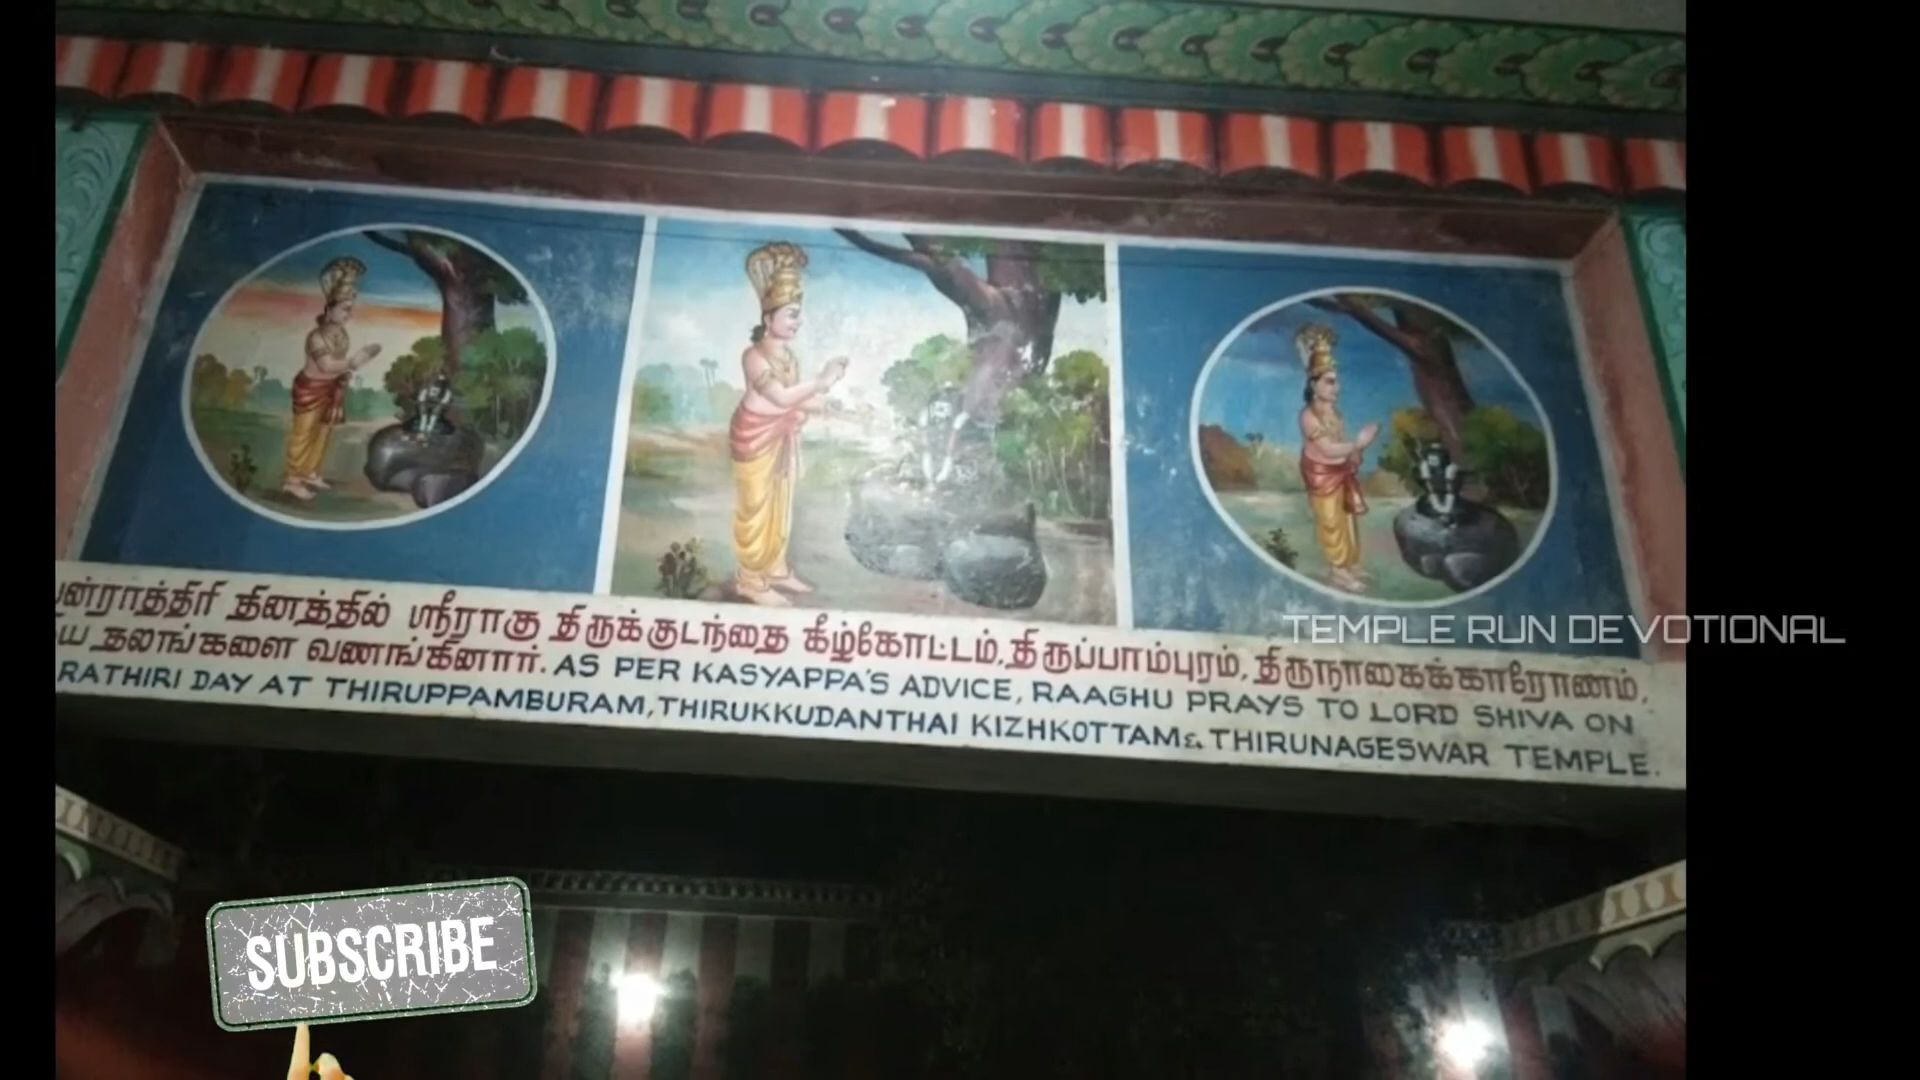 ஸ்ரீராகு திருக்குடந்தை கீழ்கோட்டம், திருப்பாம்புரம், திருநாகைக்காரோணம்,
தலங்களை வணங்கினார். AS PER KASYAPPA'S ADVICE, RAAGHU PRAYS TO LORD SHIVA ON
RATHIRI DAY AT THIRUPPAMBURAM, THIRUKKUDANTHAI KIZHKOTTAM & THIRUNAGESWAR TEMPLE.
TEMPLE RUN DEVOTIONAL
SUBSCRIBE